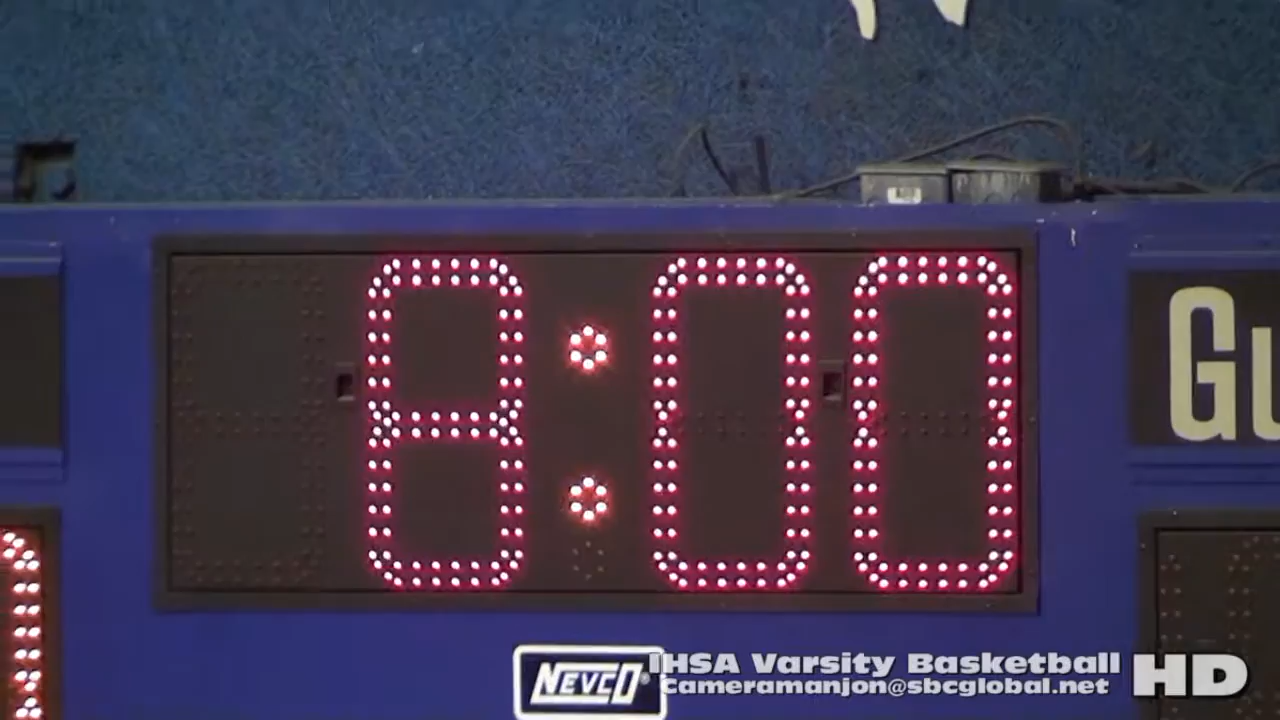 8:00
Gu
NEVCO®
IHSA Varsity Basketball
Cameramanjon@sbcglobal.net
HD